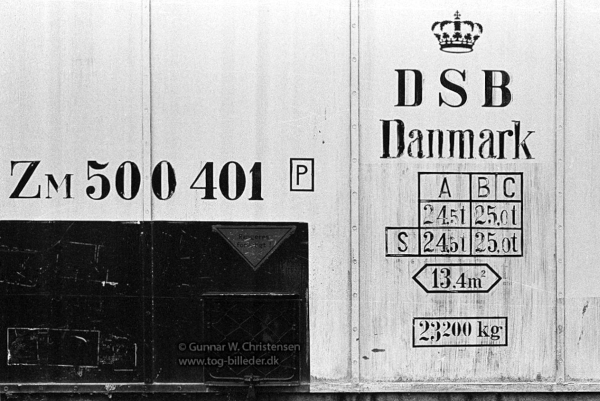 DSB
Danmark
ZM 500 401 P
A B C
24,5t 25,0t
S 24,5t 25,0t
13.4m²
23200 kg
© Gunnar W. Christensen
www.tog-billeder.dk